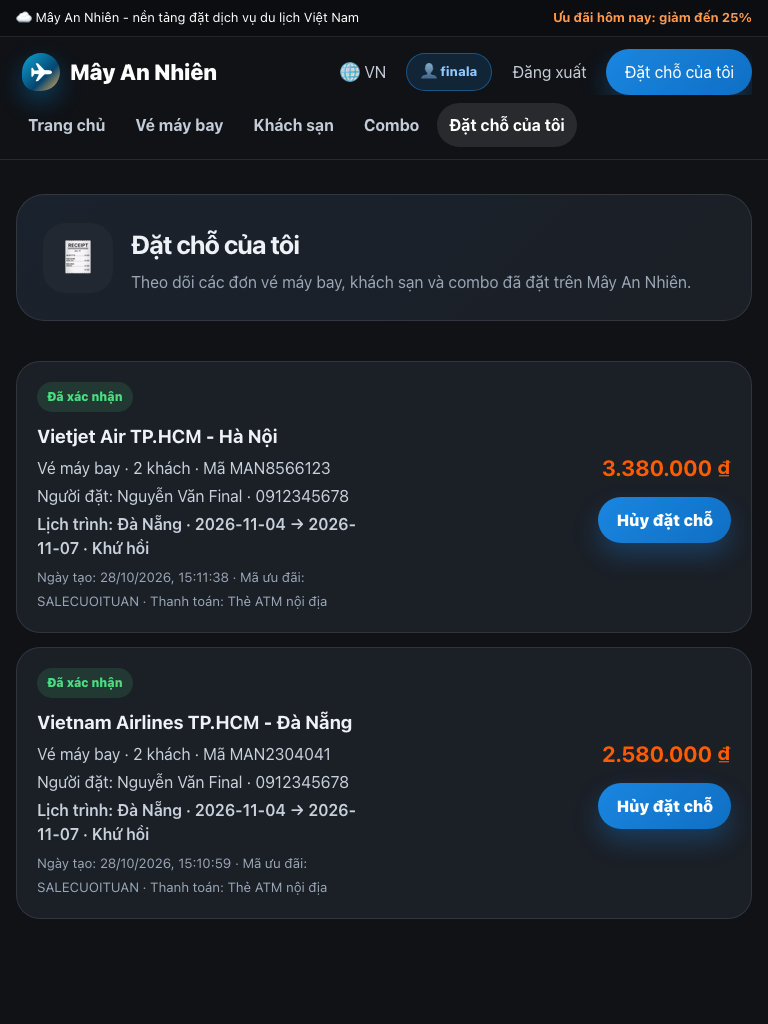 Mây An Nhiên - nền tảng đặt dịch vụ du lịch Việt Nam
Ưu đãi hôm nay: giảm đến 25%
Mây An Nhiên
VN
finala
Đăng xuất
Đặt chỗ của tôi
Trang chủ
Vé máy bay
Khách sạn
Combo
Đặt chỗ của tôi
RECEIPT
Đặt chỗ của tôi
Theo dõi các đơn vé máy bay, khách sạn và combo đã đặt trên Mây An Nhiên.
Đã xác nhận
Vietjet Air TP.HCM - Hà Nội
Vé máy bay · 2 khách · Mã MAN8566123
Người đặt: Nguyễn Văn Final · 0912345678
Lịch trình: Đà Nẵng · 2026-11-04 → 2026-
11-07 · Khứ hồi
Ngày tạo: 28/10/2026, 15:11:38 · Mã ưu đãi:
SALECUOITUAN · Thanh toán: Thẻ ATM nội địa
3.380.000 ₫
Hủy đặt chỗ
Đã xác nhận
Vietnam Airlines TP.HCM - Đà Nẵng
Vé máy bay · 2 khách · Mã MAN2304041
Người đặt: Nguyễn Văn Final · 0912345678
Lịch trình: Đà Nẵng · 2026-11-04 → 2026-
11-07 · Khứ hồi
Ngày tạo: 28/10/2026, 15:10:59 · Mã ưu đãi:
SALECUOITUAN · Thanh toán: Thẻ ATM nội địa
2.580.000 ₫
Hủy đặt chỗ